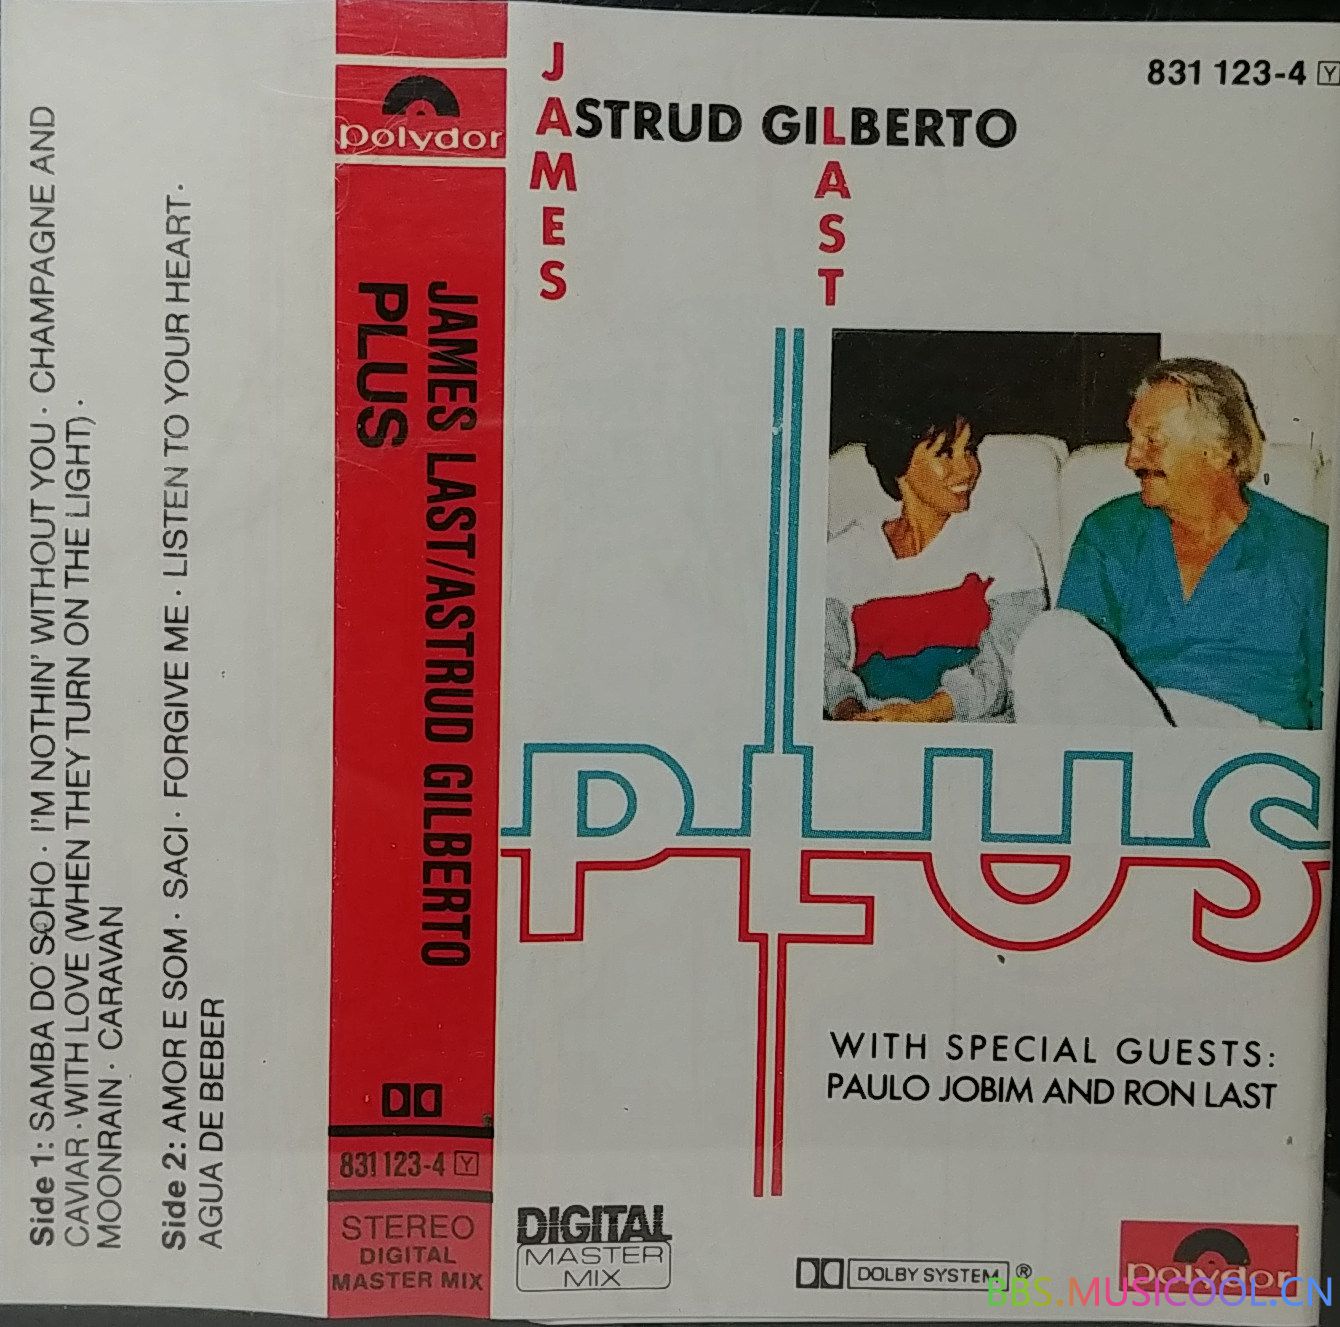 Side 1: SAMBA DO SOHO · I'M NOTHIN' WITHOUT YOU · CHAMPAGNE AND
CAVIAR · WITH LOVE (WHEN THEY TURN ON THE LIGHT) ·
MOONRAIN · CARAVAN
Side 2: AMOR E SOM · SACI · FORGIVE ME · LISTEN TO YOUR HEART ·
AGUA DE BEBER
polydor
JAMES LAST/ASTRUD GILBERTO
PLUS
831 123-4 Y
STEREO
DIGITAL
MASTER MIX
JAMES
ASTRUD GILBERTO
LAST
831 123-4 Y
PLUS
WITH SPECIAL GUESTS:
PAULO JOBIM AND RON LAST
DIGITAL
MASTER
MIX
DOLBY SYSTEM ®
polydor
BBS.MUSICOOL.CN